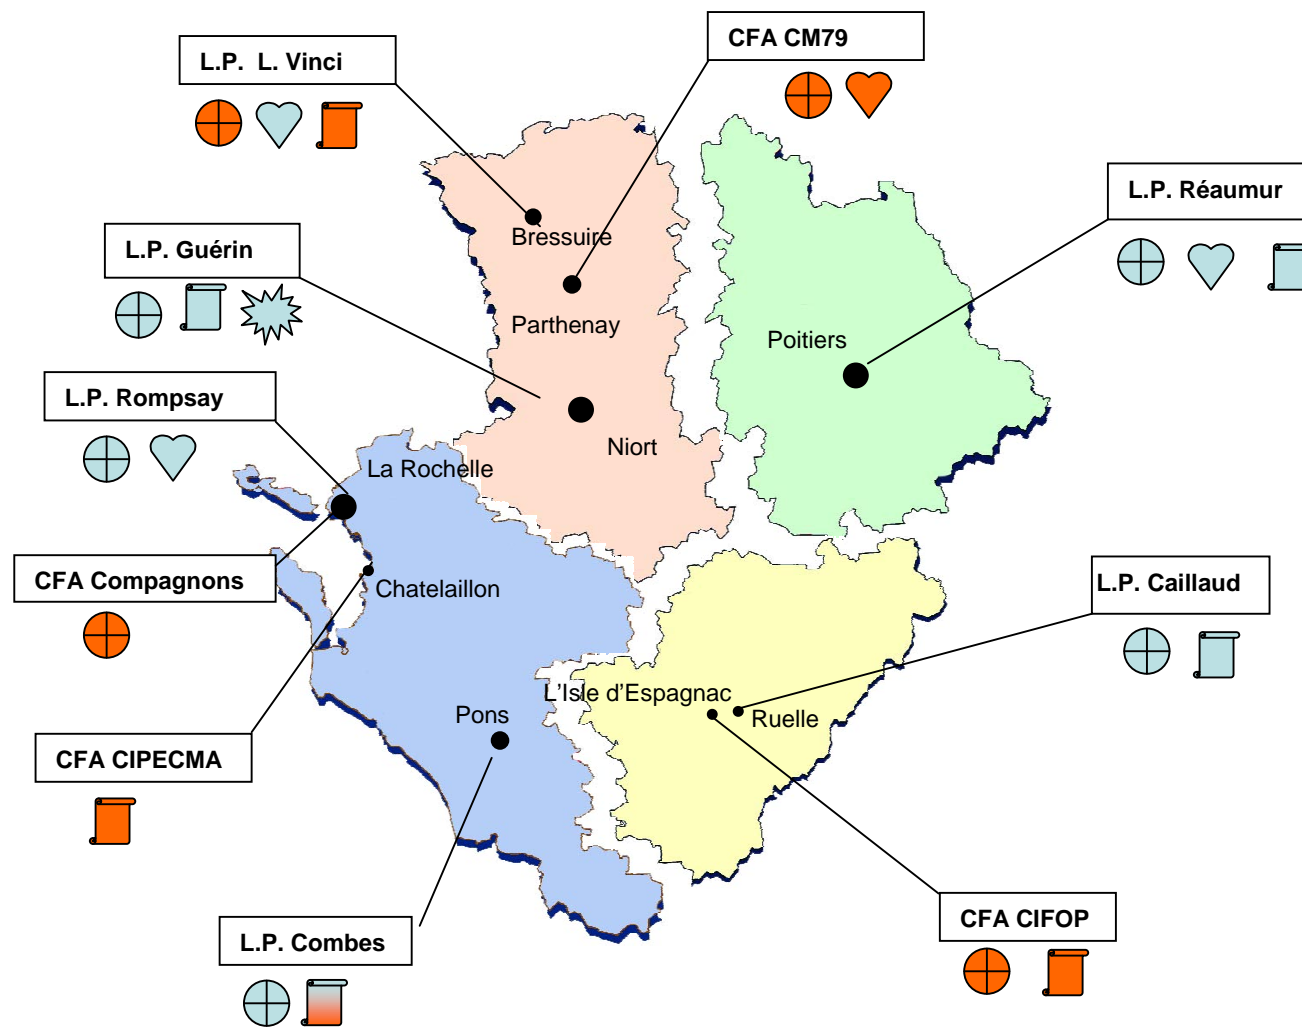 CFA CM79
L.P.  L. Vinci
L.P. Réaumur
Bressuire
L.P. Guérin
Parthenay
Poitiers
L.P. Rompsay
Niort
La Rochelle
CFA Compagnons
Chatelaillon
L.P. Caillaud
L'Isle d'Espagnac
Ruelle
Pons
CFA CIPECMA
CFA CIFOP
L.P. Combes